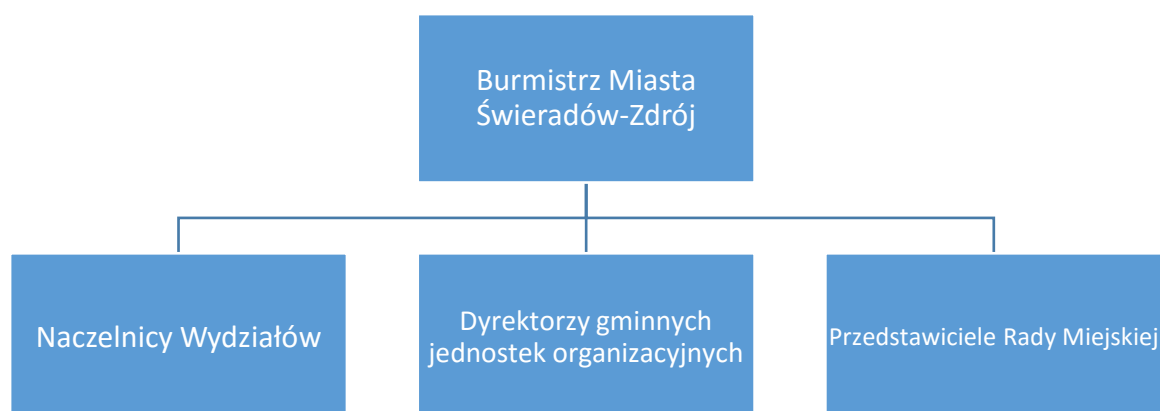 Burmistrz Miasta
Świeradów-Zdrój
Naczelnicy Wydziałów
Dyrektorzy gminnych
jednostek organizacyjnych
Przedstawiciele Rady Miejskiej